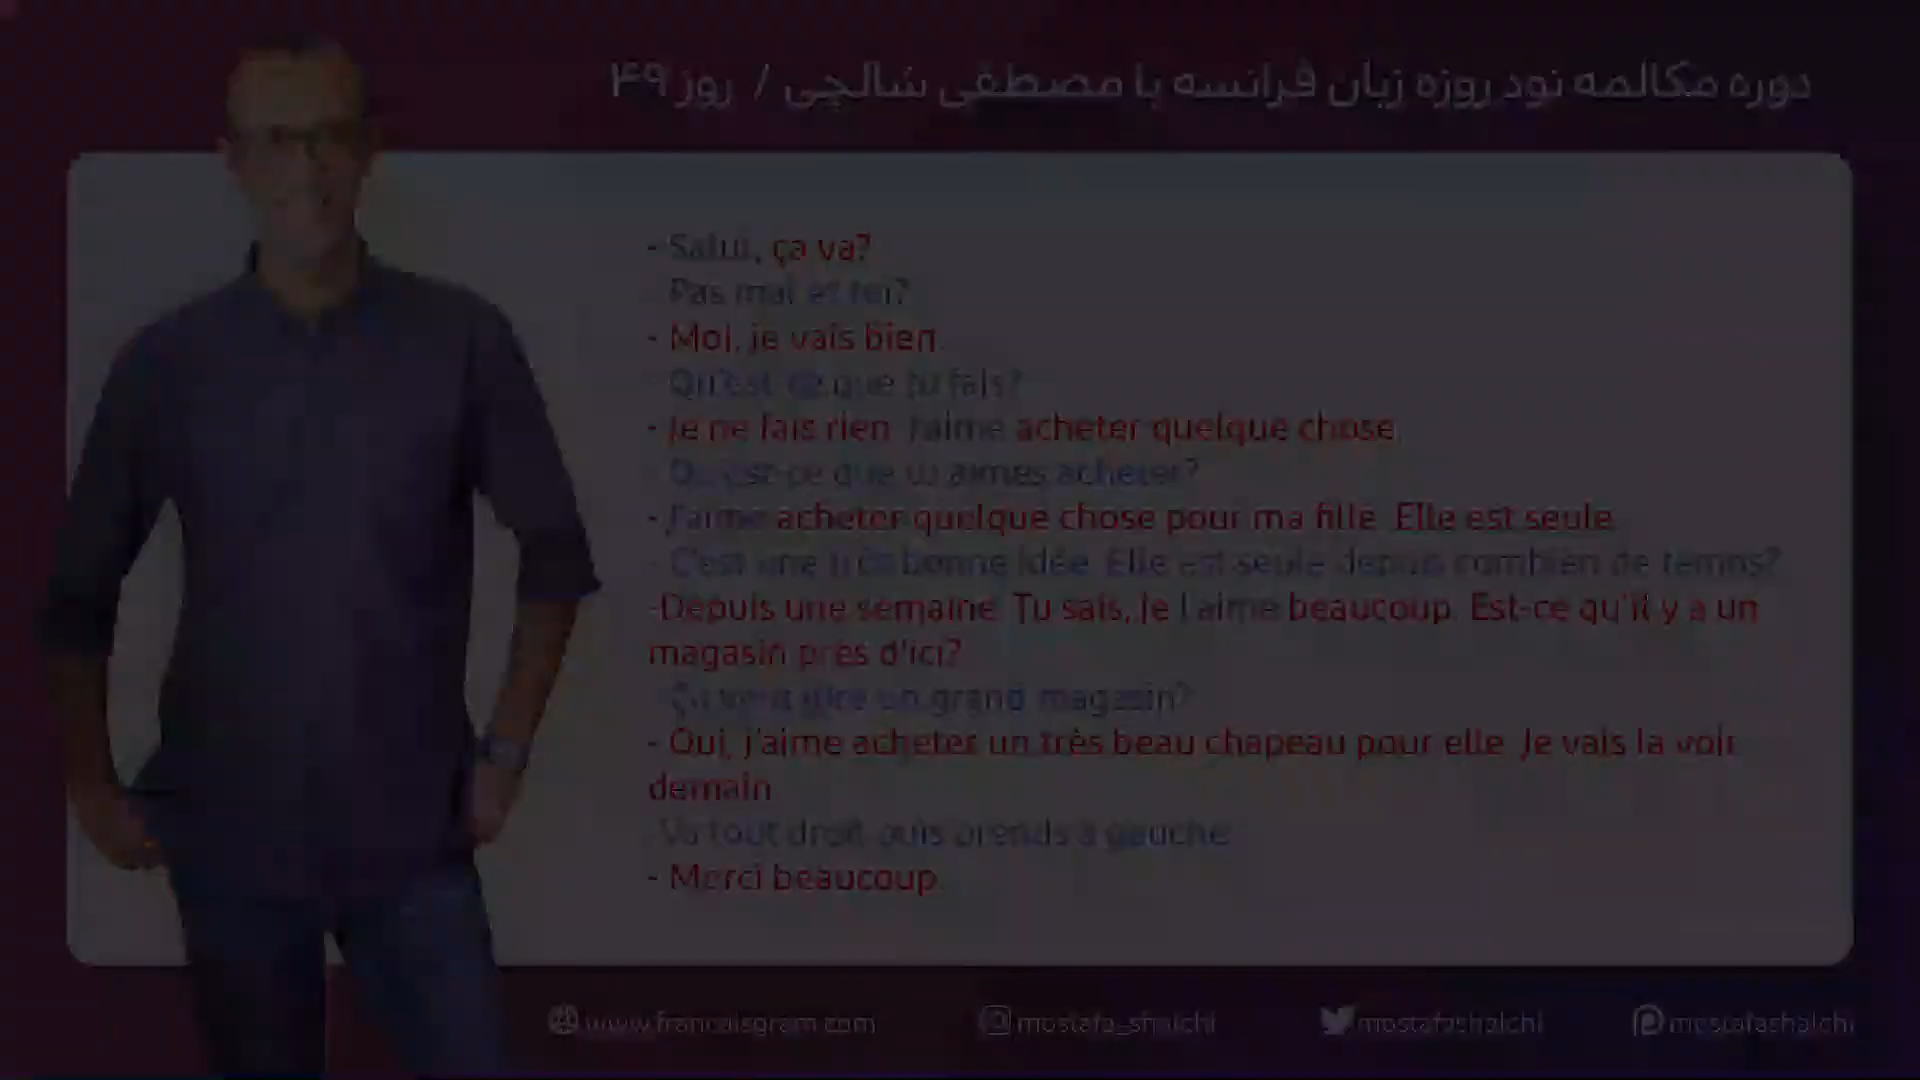 دوره مکالمه نود روزه زبان فرانسه با مصطفی شالچی / روز ۴۹
- Salut, ça va?
- Pas mal et toi?
- Moi, je vais bien.
- Qu'est-ce que tu fais?
- Je ne fais rien. J'aime acheter quelque chose.
- Qu'est-ce que tu aimes acheter?
- J'aime acheter quelque chose pour ma fille. Elle est seule.
- C'est une très bonne idée. Elle est seule depuis combien de temps?
-Depuis une semaine. Tu sais, je l'aime beaucoup. Est-ce qu'il y a un
magasin près d'ici?
- Ça veut dire un grand magasin?
- Oui, j'aime acheter un très beau chapeau pour elle. Je vais la voir
demain.
-Va tout droit puis prends à gauche.
- Merci beaucoup.
www.francaisgram.com
mostafa_shalchi
mostafashalchi
mostafashalchi